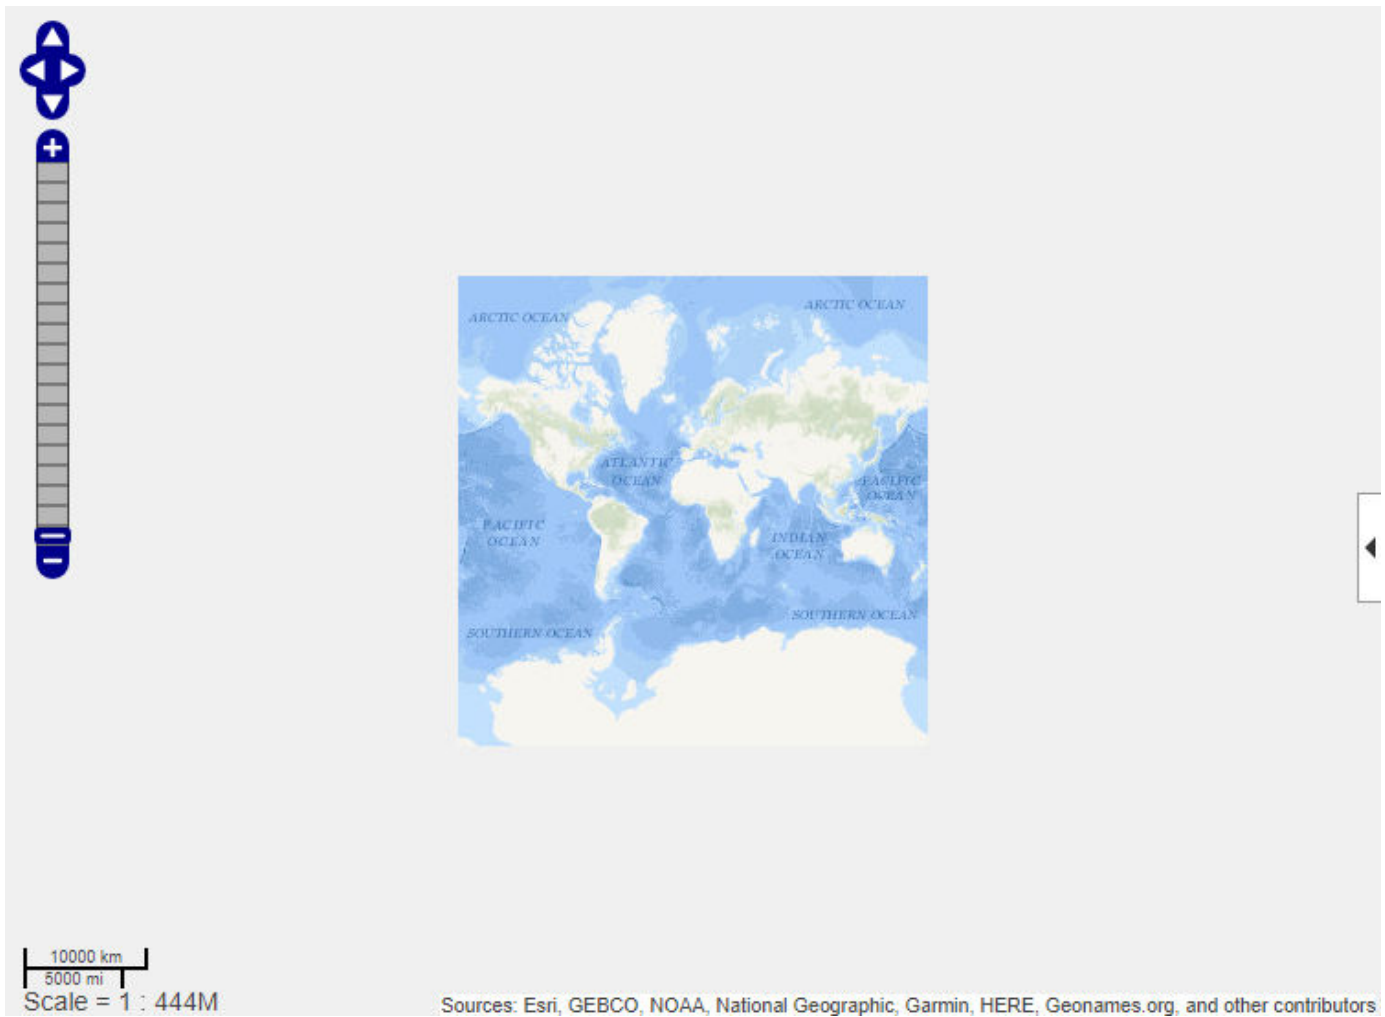 ARCTIC OCEAN
ARCTIC OCEAN
ATLANTIC
OCEAN
PACIFIC
OCEAN
PACIFIC
OCEAN
INDIAN
OCEAN
SOUTHERN OCEAN
SOUTHERN OCEAN
10000 km
5000 mi
Scale = 1 : 444M
Sources: Esri, GEBCO, NOAA, National Geographic, Garmin, HERE, Geonames.org, and other contributors